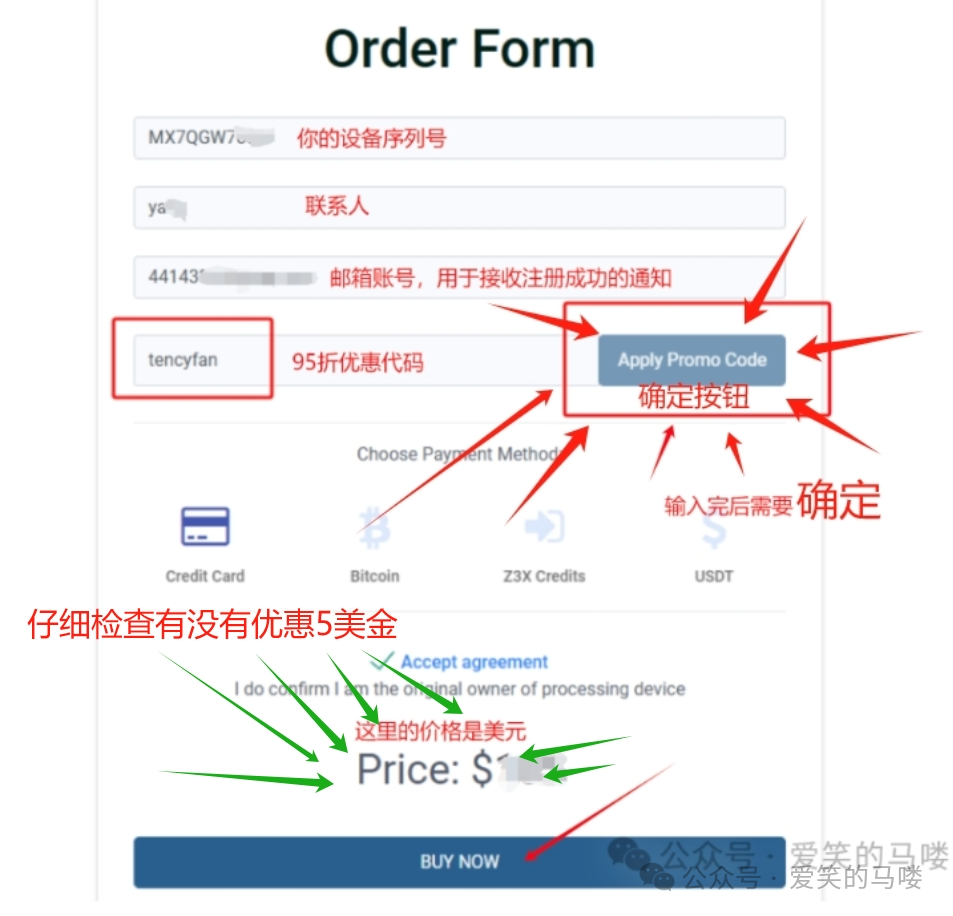 Order Form
MX7QGW7 你的设备序列号
ya 联系人
44143 邮箱账号，用于接收注册成功的通知
tencyfan 95折优惠代码 Apply Promo Code
确定按钮
Choose Payment Method
输入完后需要 确定
Credit Card Bitcoin Z3X Credits USDT
仔细检查有没有优惠5美金
Accept agreement
I do confirm I am the original owner of processing device
这里的价格是美元
Price: $
BUY NOW
公众号 · 爱笑的马喽
公众号 · 爱笑的马喽